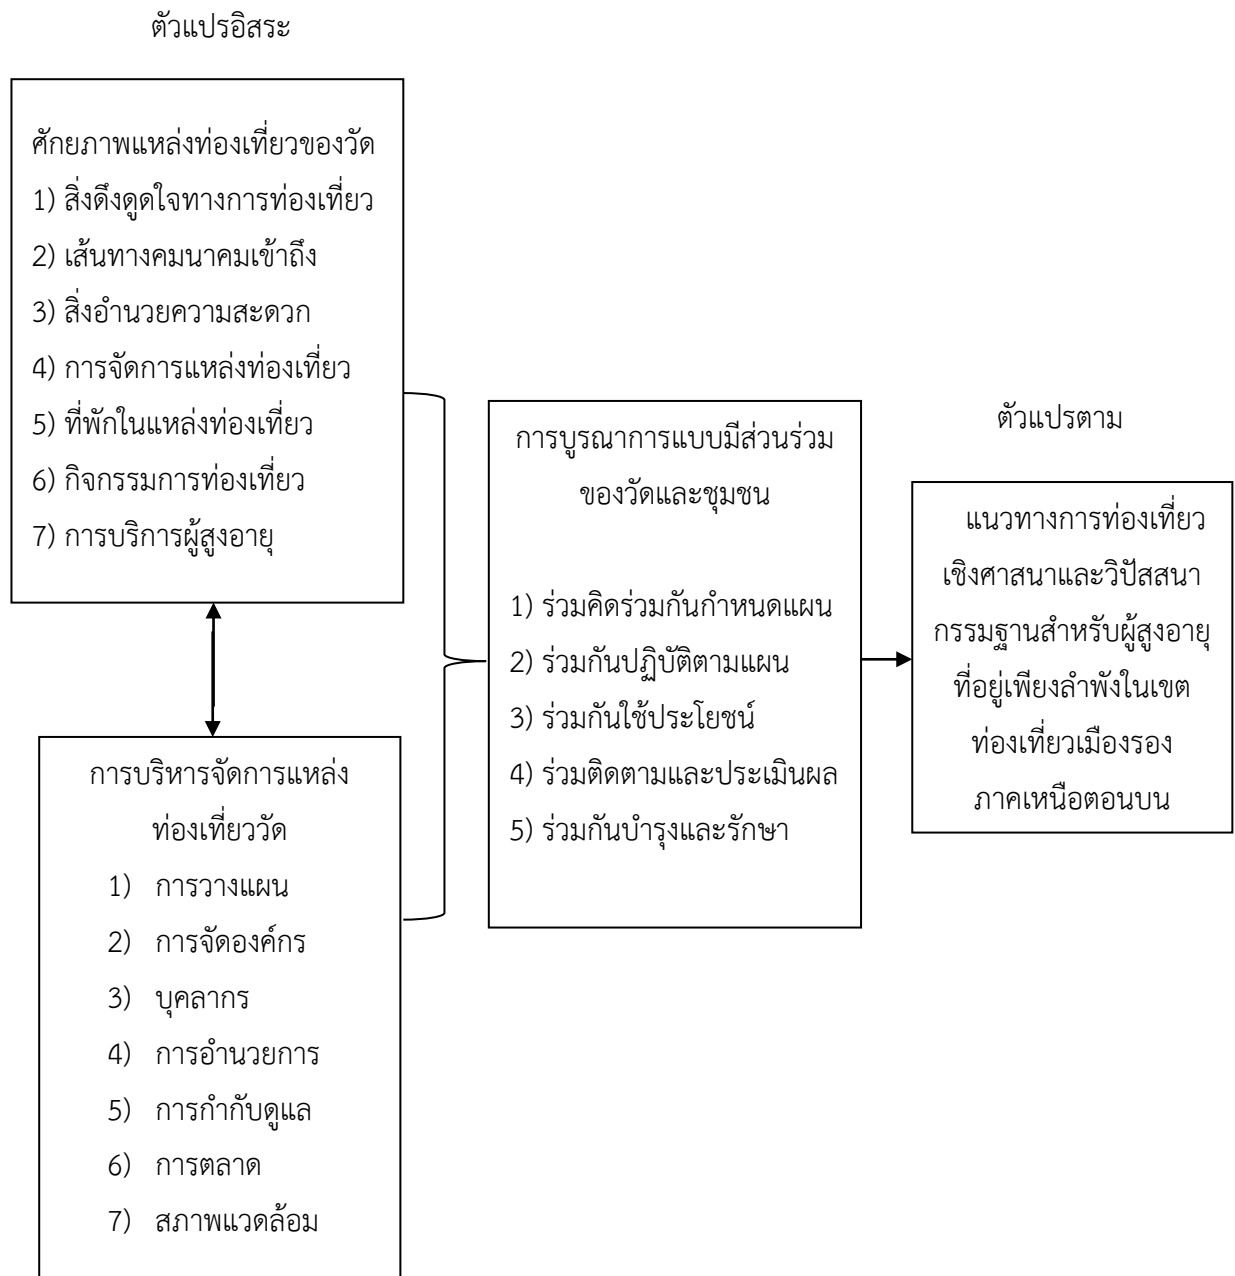 ตัวแปรอิสระ
ศักยภาพแหล่งท่องเที่ยวของวัด
1) สิ่งดึงดูดใจทางการท่องเที่ยว
2) เส้นทางคมนาคมเข้าถึง
3) สิ่งอำนวยความสะดวก
4) การจัดการแหล่งท่องเที่ยว
5) ที่พักในแหล่งท่องเที่ยว
6) กิจกรรมการท่องเที่ยว
7) การบริการผู้สูงอายุ
การบริหารจัดการแหล่ง
ท่องเที่ยววัด
1) การวางแผน
2) การจัดองค์กร
3) บุคลากร
4) การอำนวยการ
5) การกำกับดูแล
6) การตลาด
7) สภาพแวดล้อม
การบูรณาการแบบมีส่วนร่วม
ของวัดและชุมชน
1) ร่วมคิดร่วมกันกำหนดแผน
2) ร่วมกันปฏิบัติตามแผน
3) ร่วมกันใช้ประโยชน์
4) ร่วมติดตามและประเมินผล
5) ร่วมกันบำรุงและรักษา
ตัวแปรตาม
แนวทางการท่องเที่ยว
เชิงศาสนาและวิปัสสนา
กรรมฐานสำหรับผู้สูงอายุ
ที่อยู่เพียงลำพังในเขต
ท่องเที่ยวเมืองรอง
ภาคเหนือตอนบน